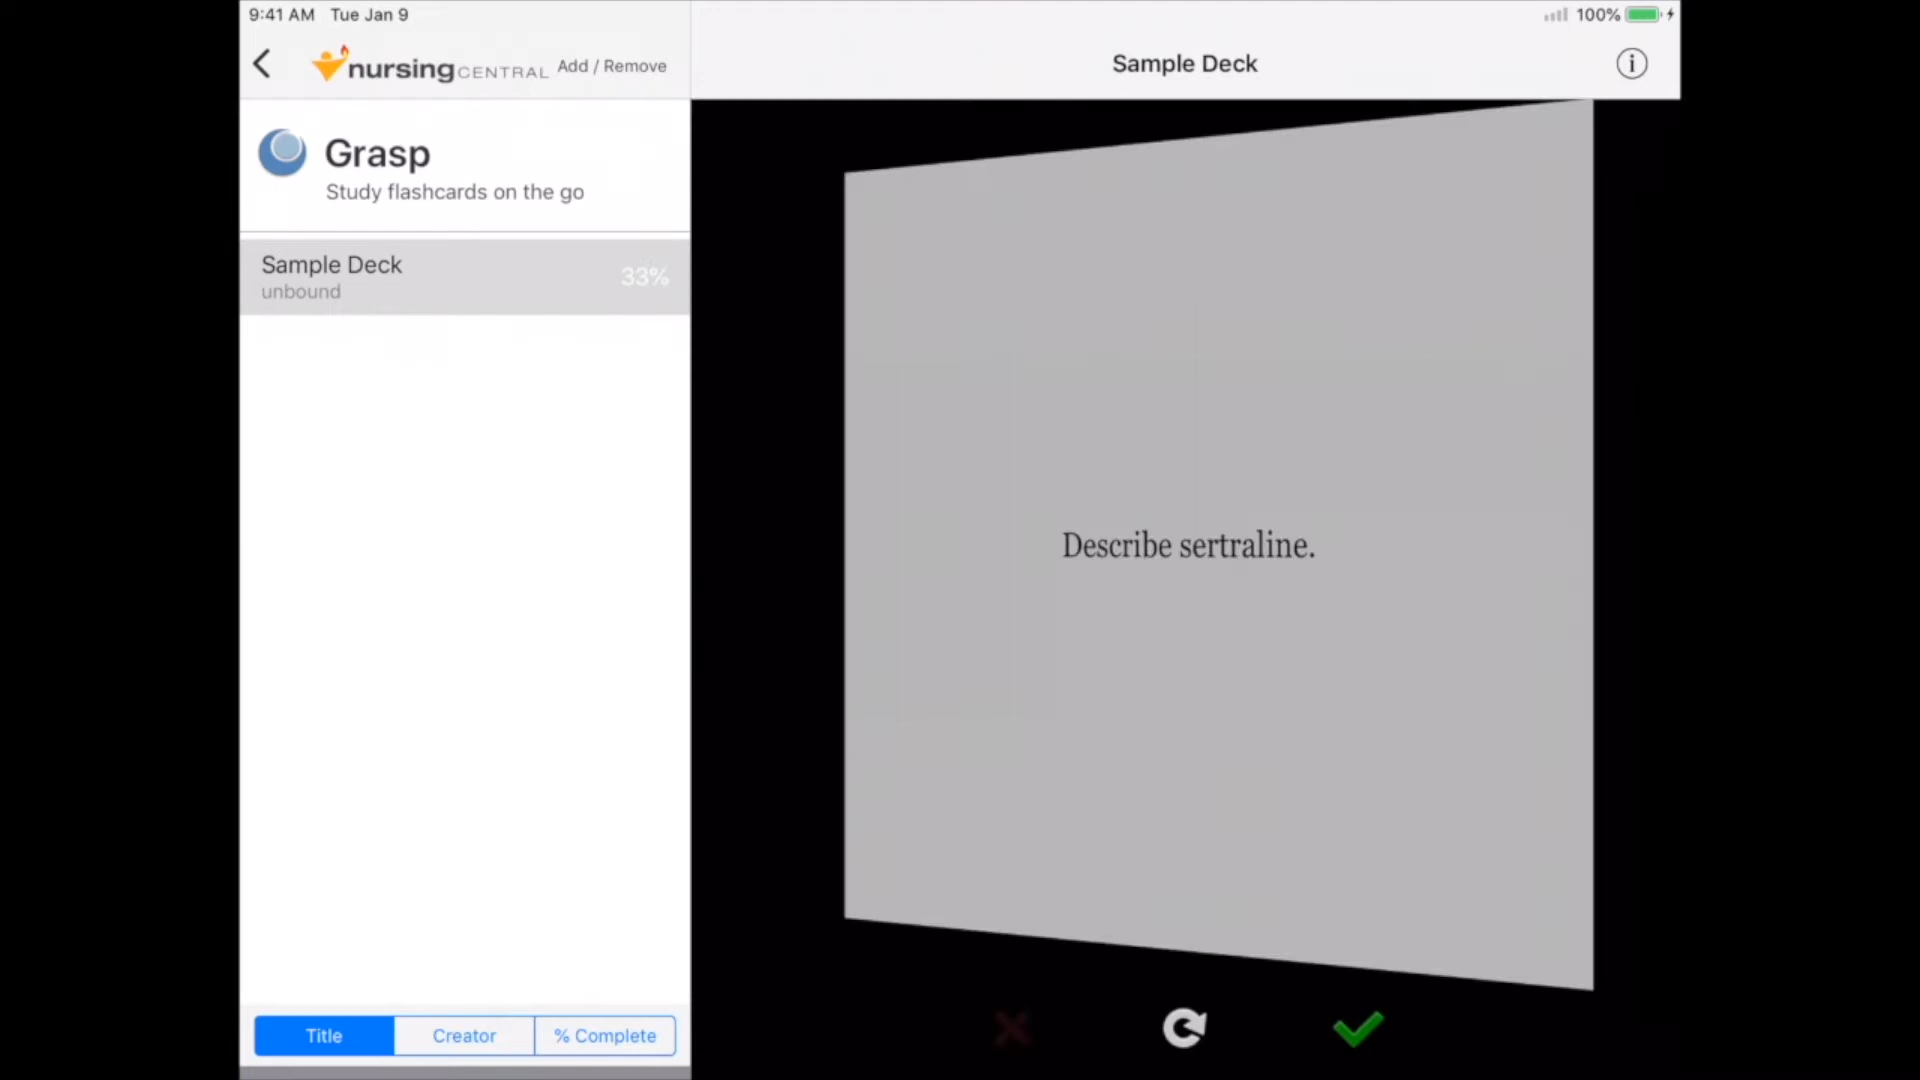 9:41 AM Tue Jan 9
100%
nursing CENTRAL
Add / Remove
Sample Deck
Grasp
Study flashcards on the go
Sample Deck
unbound
33%
Describe sertraline.
Title
Creator
% Complete